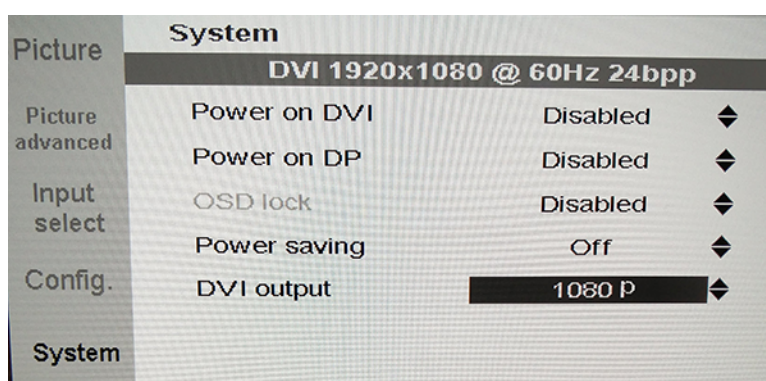 Picture
Picture
advanced
Input
select
Config.
System
System
DVI 1920x1080 @ 60Hz 24bpp
Power on DVI Disabled
Power on DP Disabled
OSD lock Disabled
Power saving Off
DVI output 1080 p